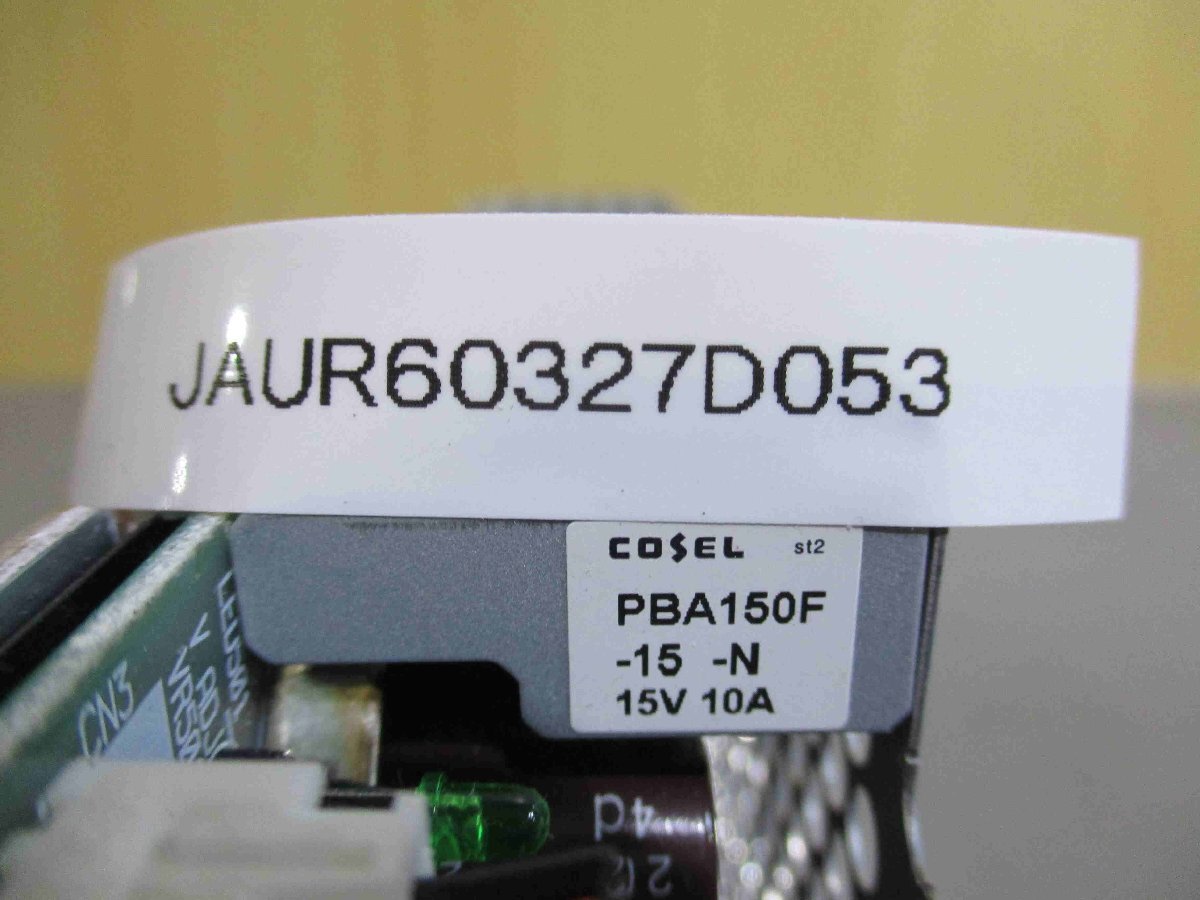 JAUR60327D053
COSEL st2
PBA150F
-15 -N
15V 10A
CN3